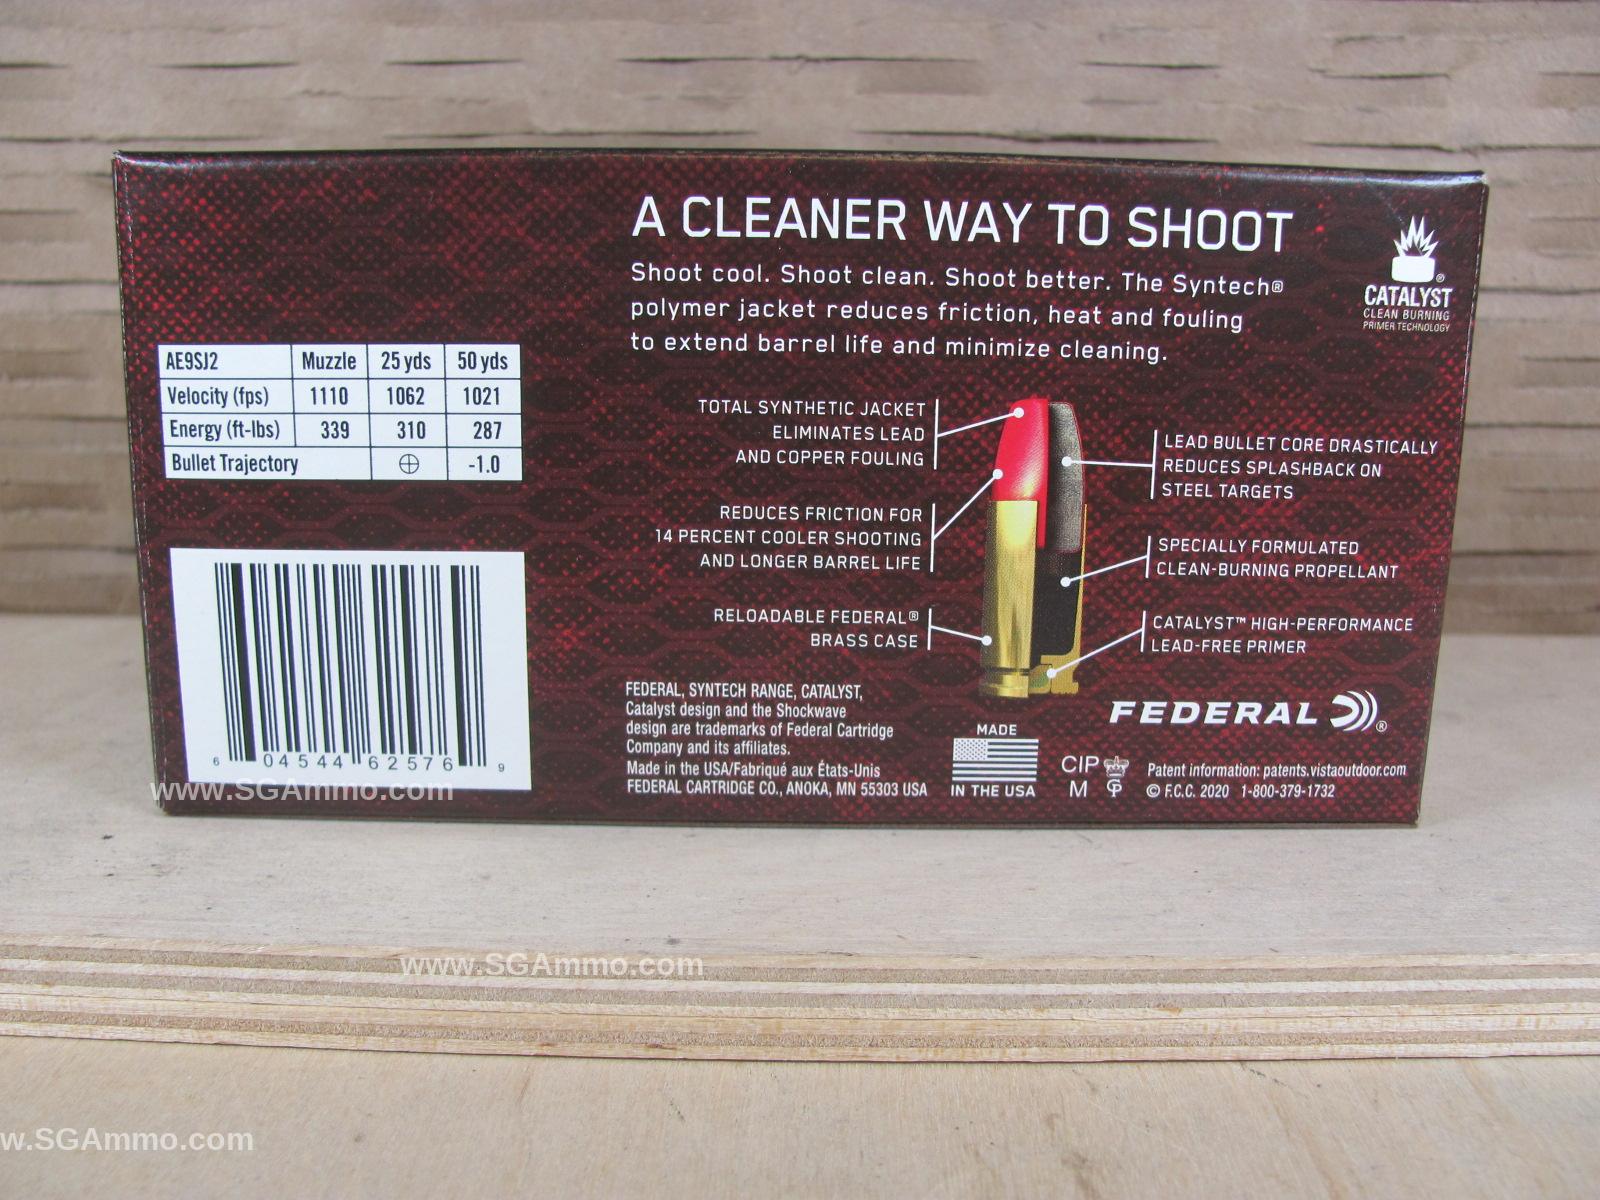 A CLEANER WAY TO SHOOT
Shoot cool. Shoot clean. Shoot better. The Syntech®
polymer jacket reduces friction, heat and fouling
to extend barrel life and minimize cleaning.
®
CATALYST
CLEAN BURNING
PRIMER TECHNOLOGY
AE9SJ2 Muzzle 25 yds 50 yds
Velocity (fps) 1110 1062 1021
Energy (ft-lbs) 339 310 287
Bullet Trajectory ⊕ -1.0
TOTAL SYNTHETIC JACKET
ELIMINATES LEAD
AND COPPER FOULING
REDUCES FRICTION FOR
14 PERCENT COOLER SHOOTING
AND LONGER BARREL LIFE
RELOADABLE FEDERAL®
BRASS CASE
LEAD BULLET CORE DRASTICALLY
REDUCES SPLASHBACK ON
STEEL TARGETS
SPECIALLY FORMULATED
CLEAN-BURNING PROPELLANT
CATALYST™ HIGH-PERFORMANCE
LEAD-FREE PRIMER
6 04544 62576 9
FEDERAL, SYNTECH RANGE, CATALYST,
Catalyst design and the Shockwave
design are trademarks of Federal Cartridge
Company and its affiliates.
Made in the USA/Fabriqué aux États-Unis
FEDERAL CARTRIDGE CO., ANOKA, MN 55303 USA
MADE
IN THE USA
CIP
M GP
FEDERAL ®
Patent information: patents.vistaoutdoor.com
© F.C.C. 2020 1-800-379-1732
www.SGAmmo.com
www.SGAmmo.com
w.SGAmmo.com